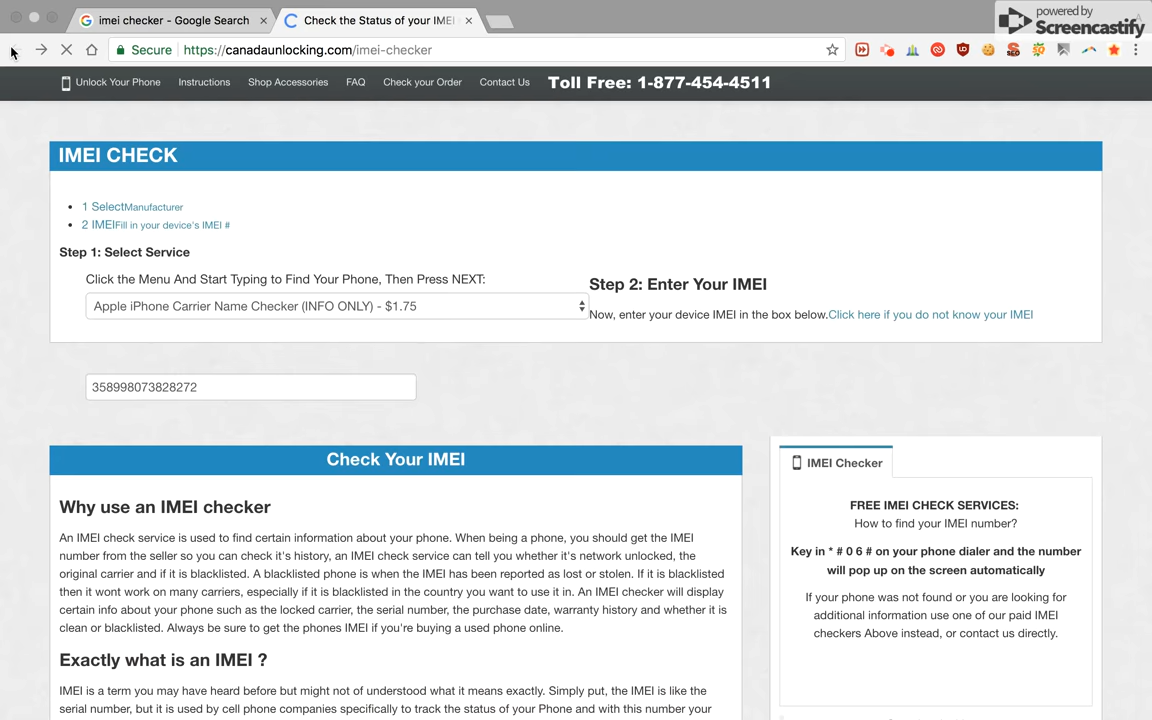 powered by
Screencastify
imei checker - Google Search
Check the Status of your IMEI
Secure
https://canadaunlocking.com/imei-checker
Unlock Your Phone
Instructions
Shop Accessories
FAQ
Check your Order
Contact Us
Toll Free: 1-877-454-4511
IMEI CHECK
1 SelectManufacturer
2 IMEIFill in your device's IMEI #
Step 1: Select Service
Click the Menu And Start Typing to Find Your Phone, Then Press NEXT:
Apple iPhone Carrier Name Checker (INFO ONLY) - $1.75
Step 2: Enter Your IMEI
Now, enter your device IMEI in the box below.Click here if you do not know your IMEI
358998073828272
Check Your IMEI
Why use an IMEI checker
An IMEI check service is used to find certain information about your phone. When being a phone, you should get the IMEI
number from the seller so you can check it's history, an IMEI check service can tell you whether it's network unlocked, the
original carrier and if it is blacklisted. A blacklisted phone is when the IMEI has been reported as lost or stolen. If it is blacklisted
then it wont work on many carriers, especially if it is blacklisted in the country you want to use it in. An IMEI checker will display
certain info about your phone such as the locked carrier, the serial number, the purchase date, warranty history and whether it is
clean or blacklisted. Always be sure to get the phones IMEI if you're buying a used phone online.
Exactly what is an IMEI ?
IMEI is a term you may have heard before but might not of understood what it means exactly. Simply put, the IMEI is like the
serial number, but it is used by cell phone companies specifically to track the status of your Phone and with this number your
IMEI Checker
FREE IMEI CHECK SERVICES:
How to find your IMEI number?
Key in * # 0 6 # on your phone dialer and the number
will pop up on the screen automatically
If your phone was not found or you are looking for
additional information use one of our paid IMEI
checkers Above instead, or contact us directly.